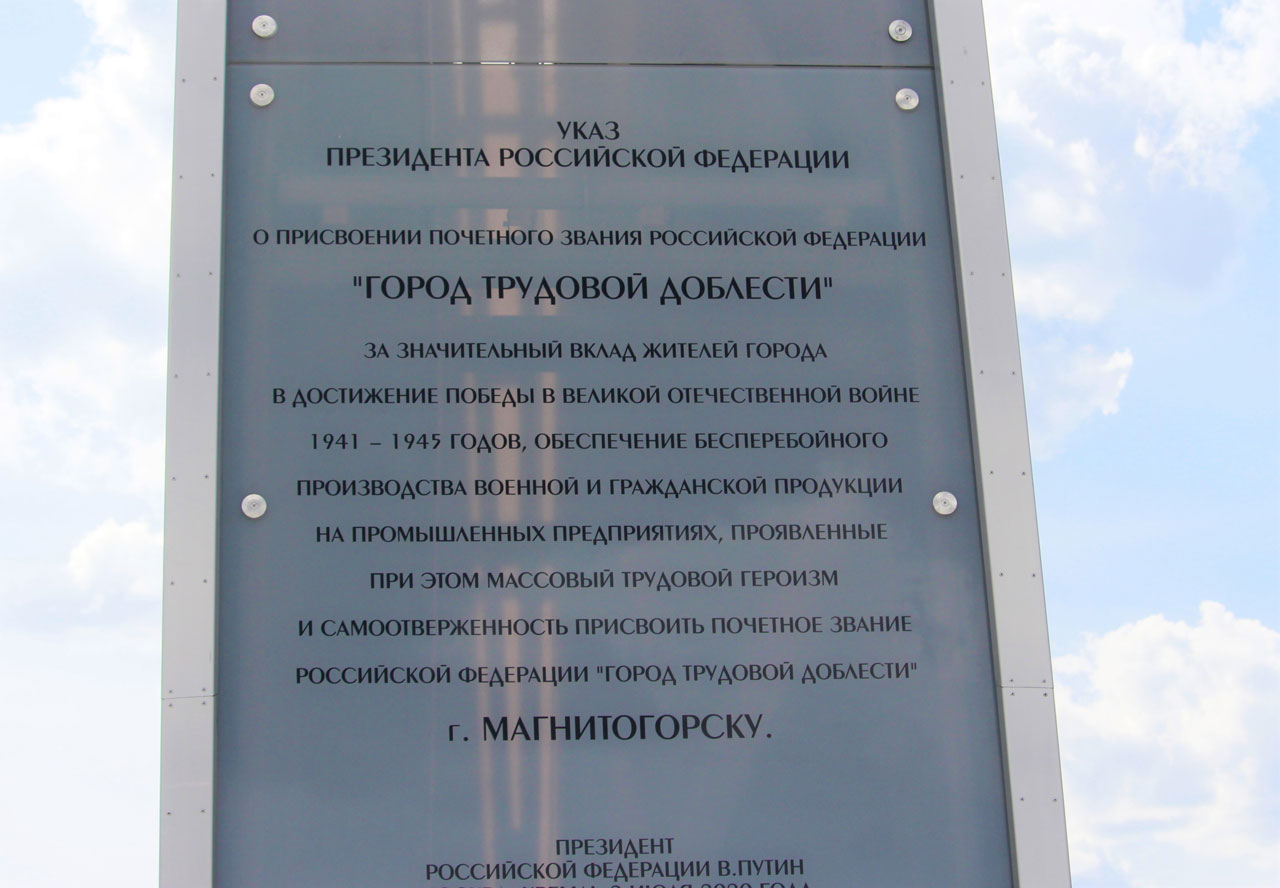 УКАЗ
ПРЕЗИДЕНТА РОССИЙСКОЙ ФЕДЕРАЦИИ
О ПРИСВОЕНИИ ПОЧЕТНОГО ЗВАНИЯ РОССИЙСКОЙ ФЕДЕРАЦИИ
"ГОРОД ТРУДОВОЙ ДОБЛЕСТИ"
ЗА ЗНАЧИТЕЛЬНЫЙ ВКЛАД ЖИТЕЛЕЙ ГОРОДА
В ДОСТИЖЕНИЕ ПОБЕДЫ В ВЕЛИКОЙ ОТЕЧЕСТВЕННОЙ ВОЙНЕ
1941 – 1945 ГОДОВ, ОБЕСПЕЧЕНИЕ БЕСПЕРЕБОЙНОГО
ПРОИЗВОДСТВА ВОЕННОЙ И ГРАЖДАНСКОЙ ПРОДУКЦИИ
НА ПРОМЫШЛЕННЫХ ПРЕДПРИЯТИЯХ, ПРОЯВЛЕННЫЕ
ПРИ ЭТОМ МАССОВЫЙ ТРУДОВОЙ ГЕРОИЗМ
И САМООТВЕРЖЕННОСТЬ ПРИСВОИТЬ ПОЧЕТНОЕ ЗВАНИЕ
РОССИЙСКОЙ ФЕДЕРАЦИИ "ГОРОД ТРУДОВОЙ ДОБЛЕСТИ"
г. МАГНИТОГОРСКУ.
ПРЕЗИДЕНТ
РОССИЙСКОЙ ФЕДЕРАЦИИ В.ПУТИН